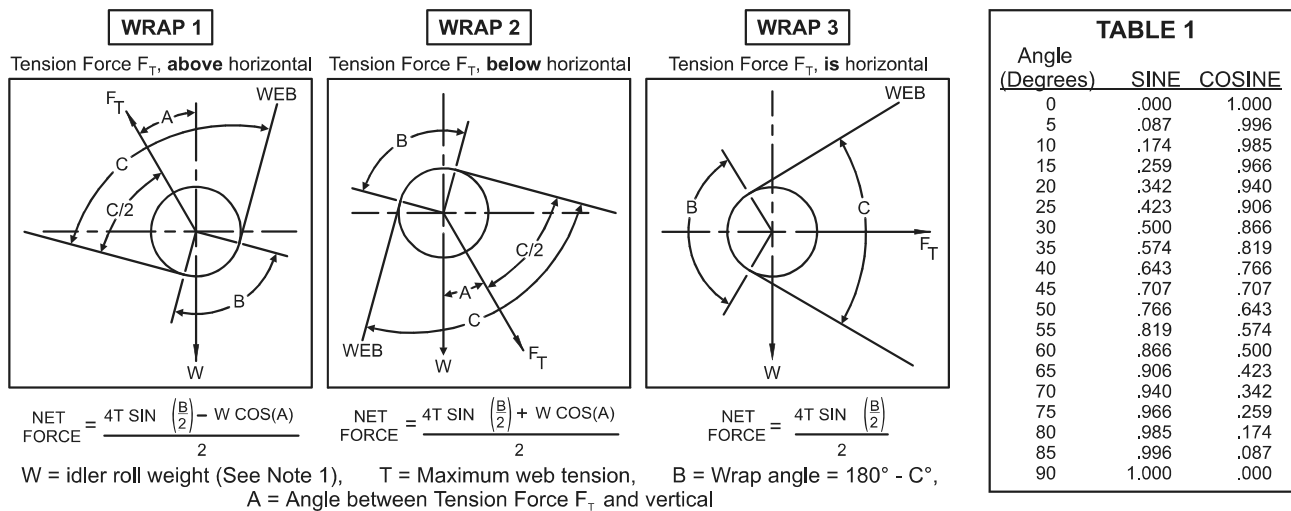 WRAP 1
Tension Force F_T, above horizontal
F_T
A
WEB
C
C/2
B
W
NET FORCE = (4T SIN (B/2) – W COS(A)) / 2
WRAP 2
Tension Force F_T, below horizontal
B
C/2
A
C
WEB
F_T
W
NET FORCE = (4T SIN (B/2) + W COS(A)) / 2
WRAP 3
Tension Force F_T, is horizontal
WEB
B
C
F_T
W
NET FORCE = (4T SIN (B/2)) / 2
W = idler roll weight (See Note 1), T = Maximum web tension, B = Wrap angle = 180° - C°,
A = Angle between Tension Force F_T and vertical
TABLE 1
Angle
(Degrees) SINE COSINE
0 .000 1.000
5 .087 .996
10 .174 .985
15 .259 .966
20 .342 .940
25 .423 .906
30 .500 .866
35 .574 .819
40 .643 .766
45 .707 .707
50 .766 .643
55 .819 .574
60 .866 .500
65 .906 .423
70 .940 .342
75 .966 .259
80 .985 .174
85 .996 .087
90 1.000 .000